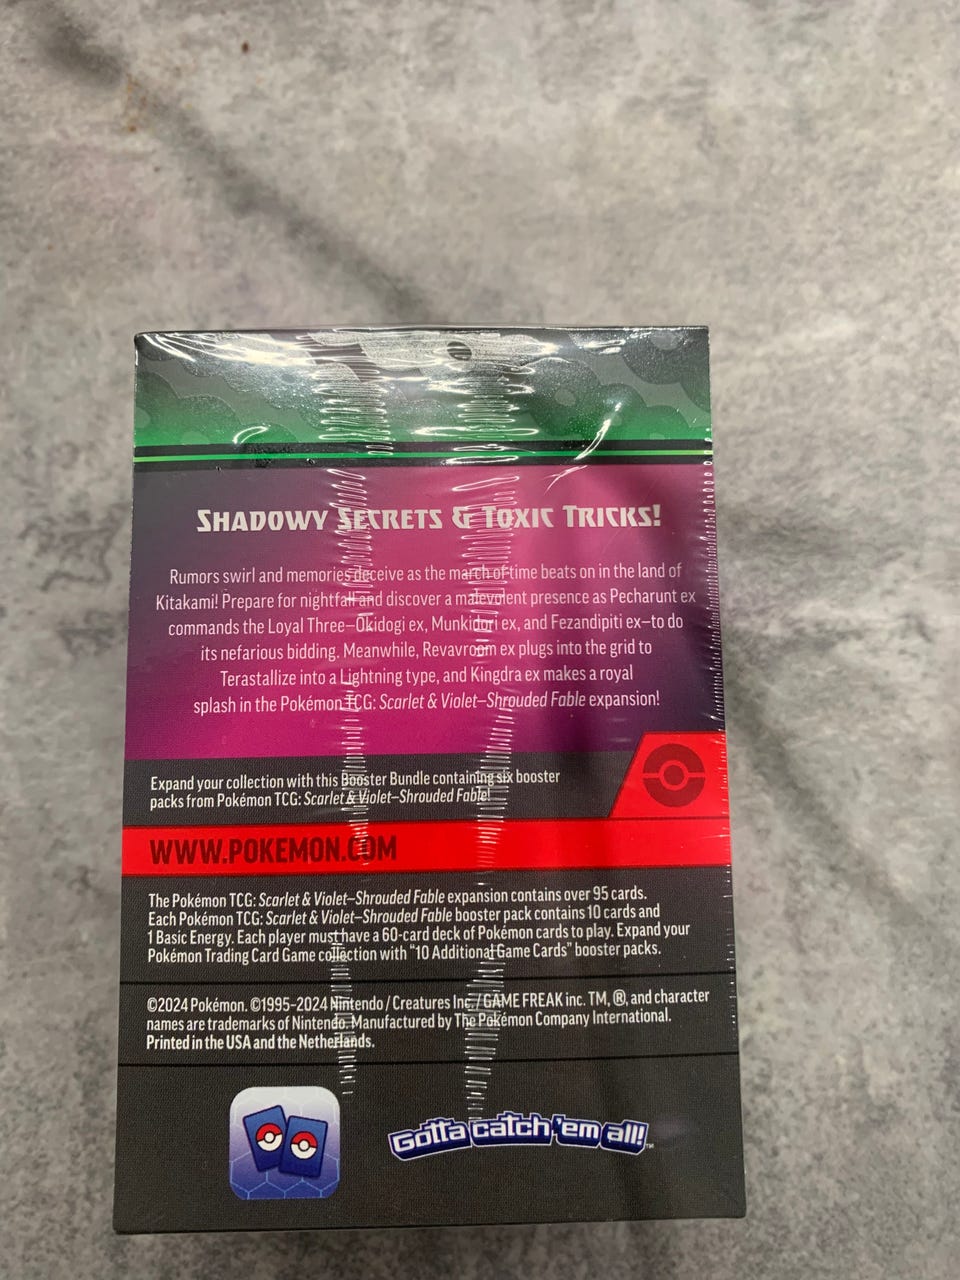 SHADOWY SECRETS & TOXIC TRICKS!
Rumors swirl and memories deceive as the march of time beats on in the land of
Kitakami! Prepare for nightfall and discover a malevolent presence as Pecharunt ex
commands the Loyal Three—Okidogi ex, Munkidori ex, and Fezandipiti ex—to do
its nefarious bidding. Meanwhile, Revavroom ex plugs into the grid to
Terastallize into a Lightning type, and Kingdra ex makes a royal
splash in the Pokémon TCG: Scarlet & Violet—Shrouded Fable expansion!
Expand your collection with this Booster Bundle containing six booster
packs from Pokémon TCG: Scarlet & Violet—Shrouded Fable!
WWW.POKEMON.COM
The Pokémon TCG: Scarlet & Violet—Shrouded Fable expansion contains over 95 cards.
Each Pokémon TCG: Scarlet & Violet—Shrouded Fable booster pack contains 10 cards and
1 Basic Energy. Each player must have a 60-card deck of Pokémon cards to play. Expand your
Pokémon Trading Card Game collection with "10 Additional Game Cards" booster packs.
©2024 Pokémon. ©1995–2024 Nintendo / Creatures Inc. / GAME FREAK inc. TM, ®, and character
names are trademarks of Nintendo. Manufactured by The Pokémon Company International.
Printed in the USA and the Netherlands.
Gotta catch 'em all!™